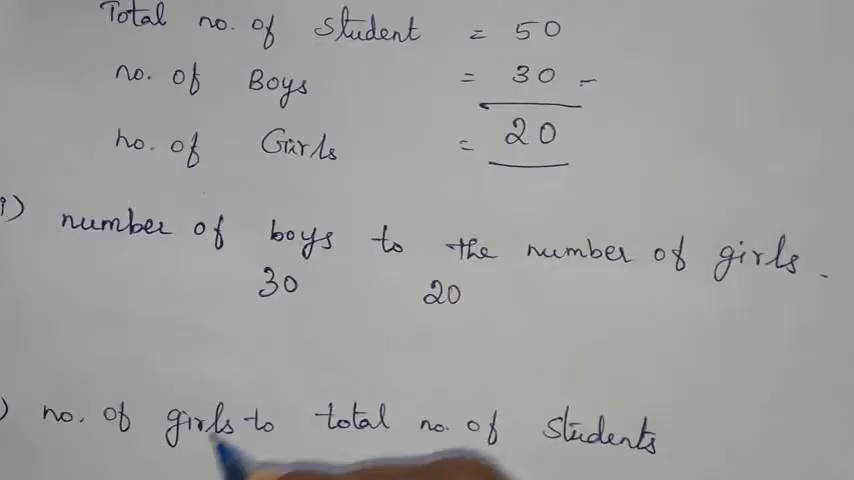 Total no. of student = 50
no. of Boys = 30 -
no. of Girls = 20
i) number of boys to the number of girls.
30 20
) no. of girls to total no. of students